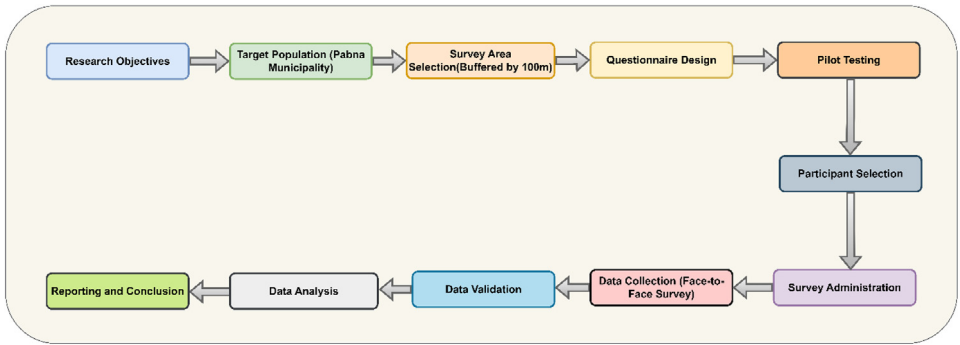 Research Objectives
Target Population (Pabna
Municipality)
Survey Area
Selection(Buffered by 100m)
Questionnaire Design
Pilot Testing
Participant Selection
Survey Administration
Data Collection (Face-to-
Face Survey)
Data Validation
Data Analysis
Reporting and Conclusion